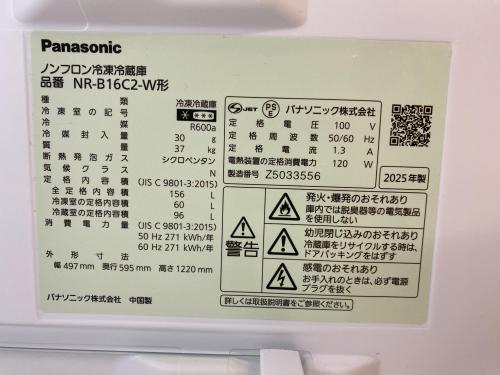 Panasonic
ノンフロン冷凍冷蔵庫
品番 NR-B16C2-W形
種類 冷凍冷蔵庫
冷凍室の記号 ****
冷媒 R600a
冷媒封入量 30 g
質量 37 kg
断熱発泡ガス シクロペンタン
気候クラス N
定格内容積 (JIS C 9801-3:2015)
全定格内容積 156 L
冷凍室の内容積 60 L
冷蔵室の内容積 96 L
消費電力量 (JIS C 9801-3:2015)
50 Hz 271 kWh/年
60 Hz 271 kWh/年
外形寸法
幅 497 mm 奥行 595 mm 高さ 1220 mm
パナソニック株式会社 中国製
S JET PSE パナソニック株式会社
定格電圧 100 V
定格周波数 50/60 Hz
定格電流 1.3 A
電熱装置の定格消費電力 120 W
製造番号 Z5033556
2025年製
警告
発火・爆発のおそれあり
庫内では脱臭器等の電気製品
を使用しない
幼児閉じ込みのおそれあり
冷蔵庫をリサイクルする時は、
ドアパッキングをはずす
感電のおそれあり
お手入れのときは、必ず電源
プラグを抜く
詳しくは取扱説明書をご参照ください。